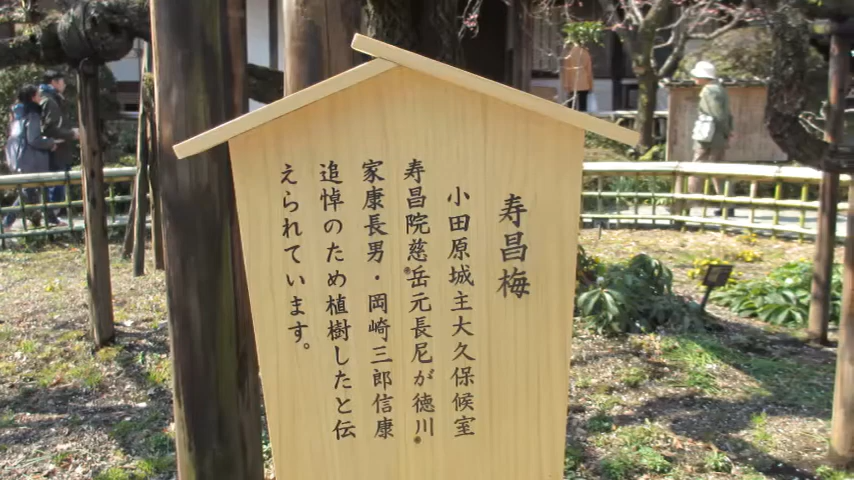 寿昌梅
小田原城主大久保候室
寿昌院慈岳元長尼が徳川
家康長男・岡崎三郎信康
追悼のため植樹したと伝
えられています。